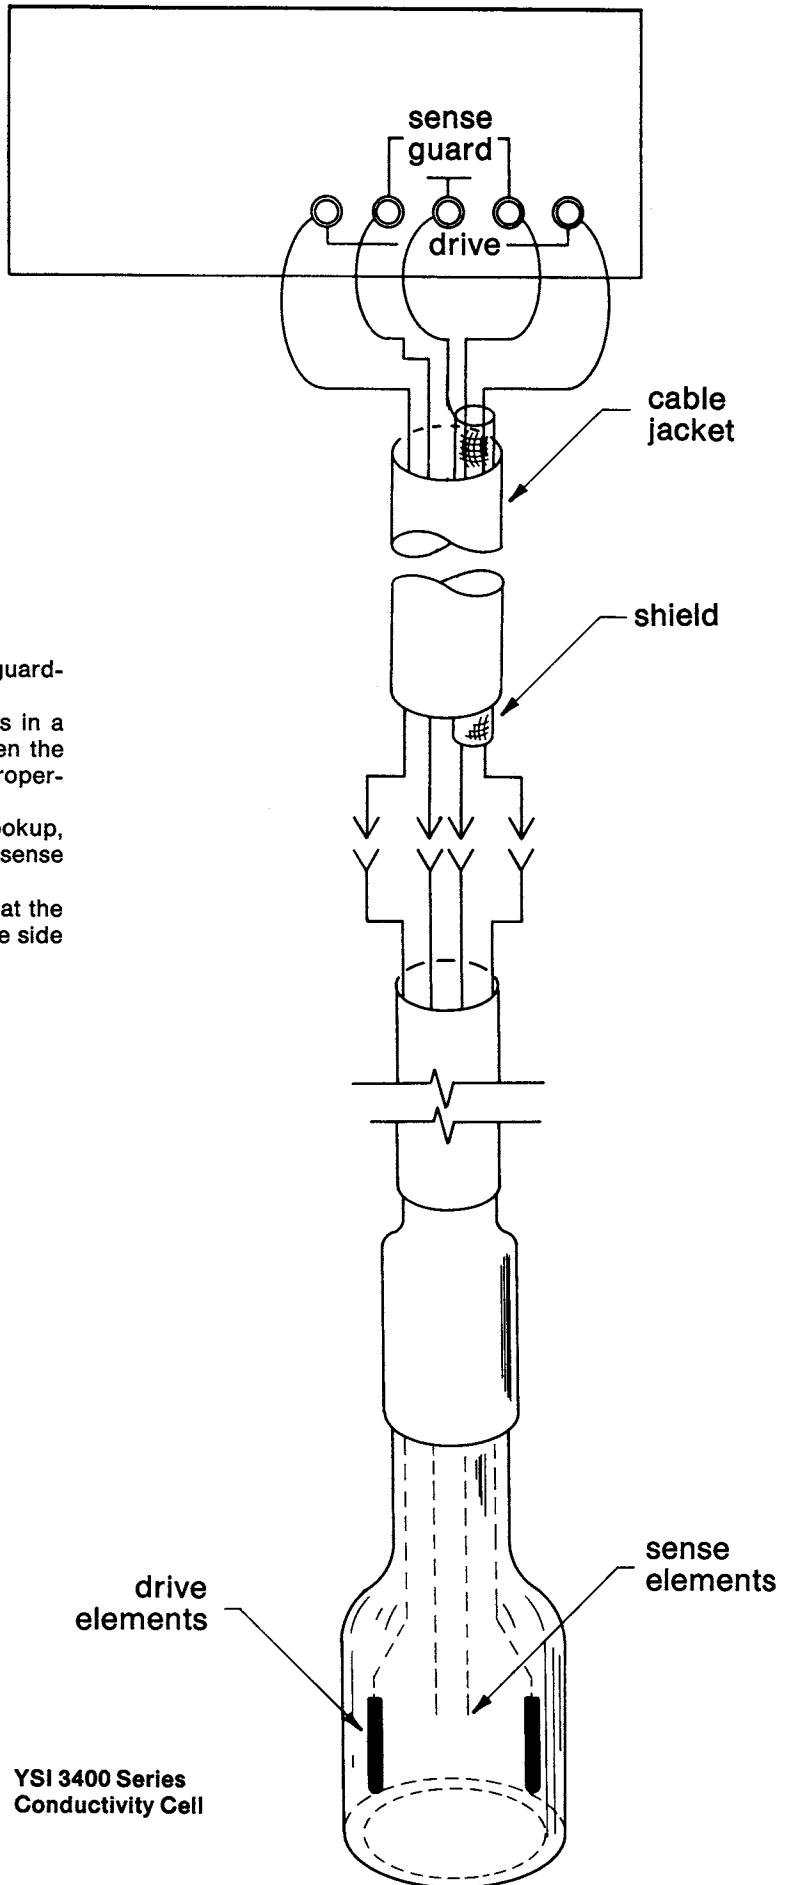 sense
guard
drive
cable
jacket
shield
guard-
s in a
en the
roper-
ookup,
sense
at the
e side
sense
elements
drive
elements
YSI 3400 Series
Conductivity Cell